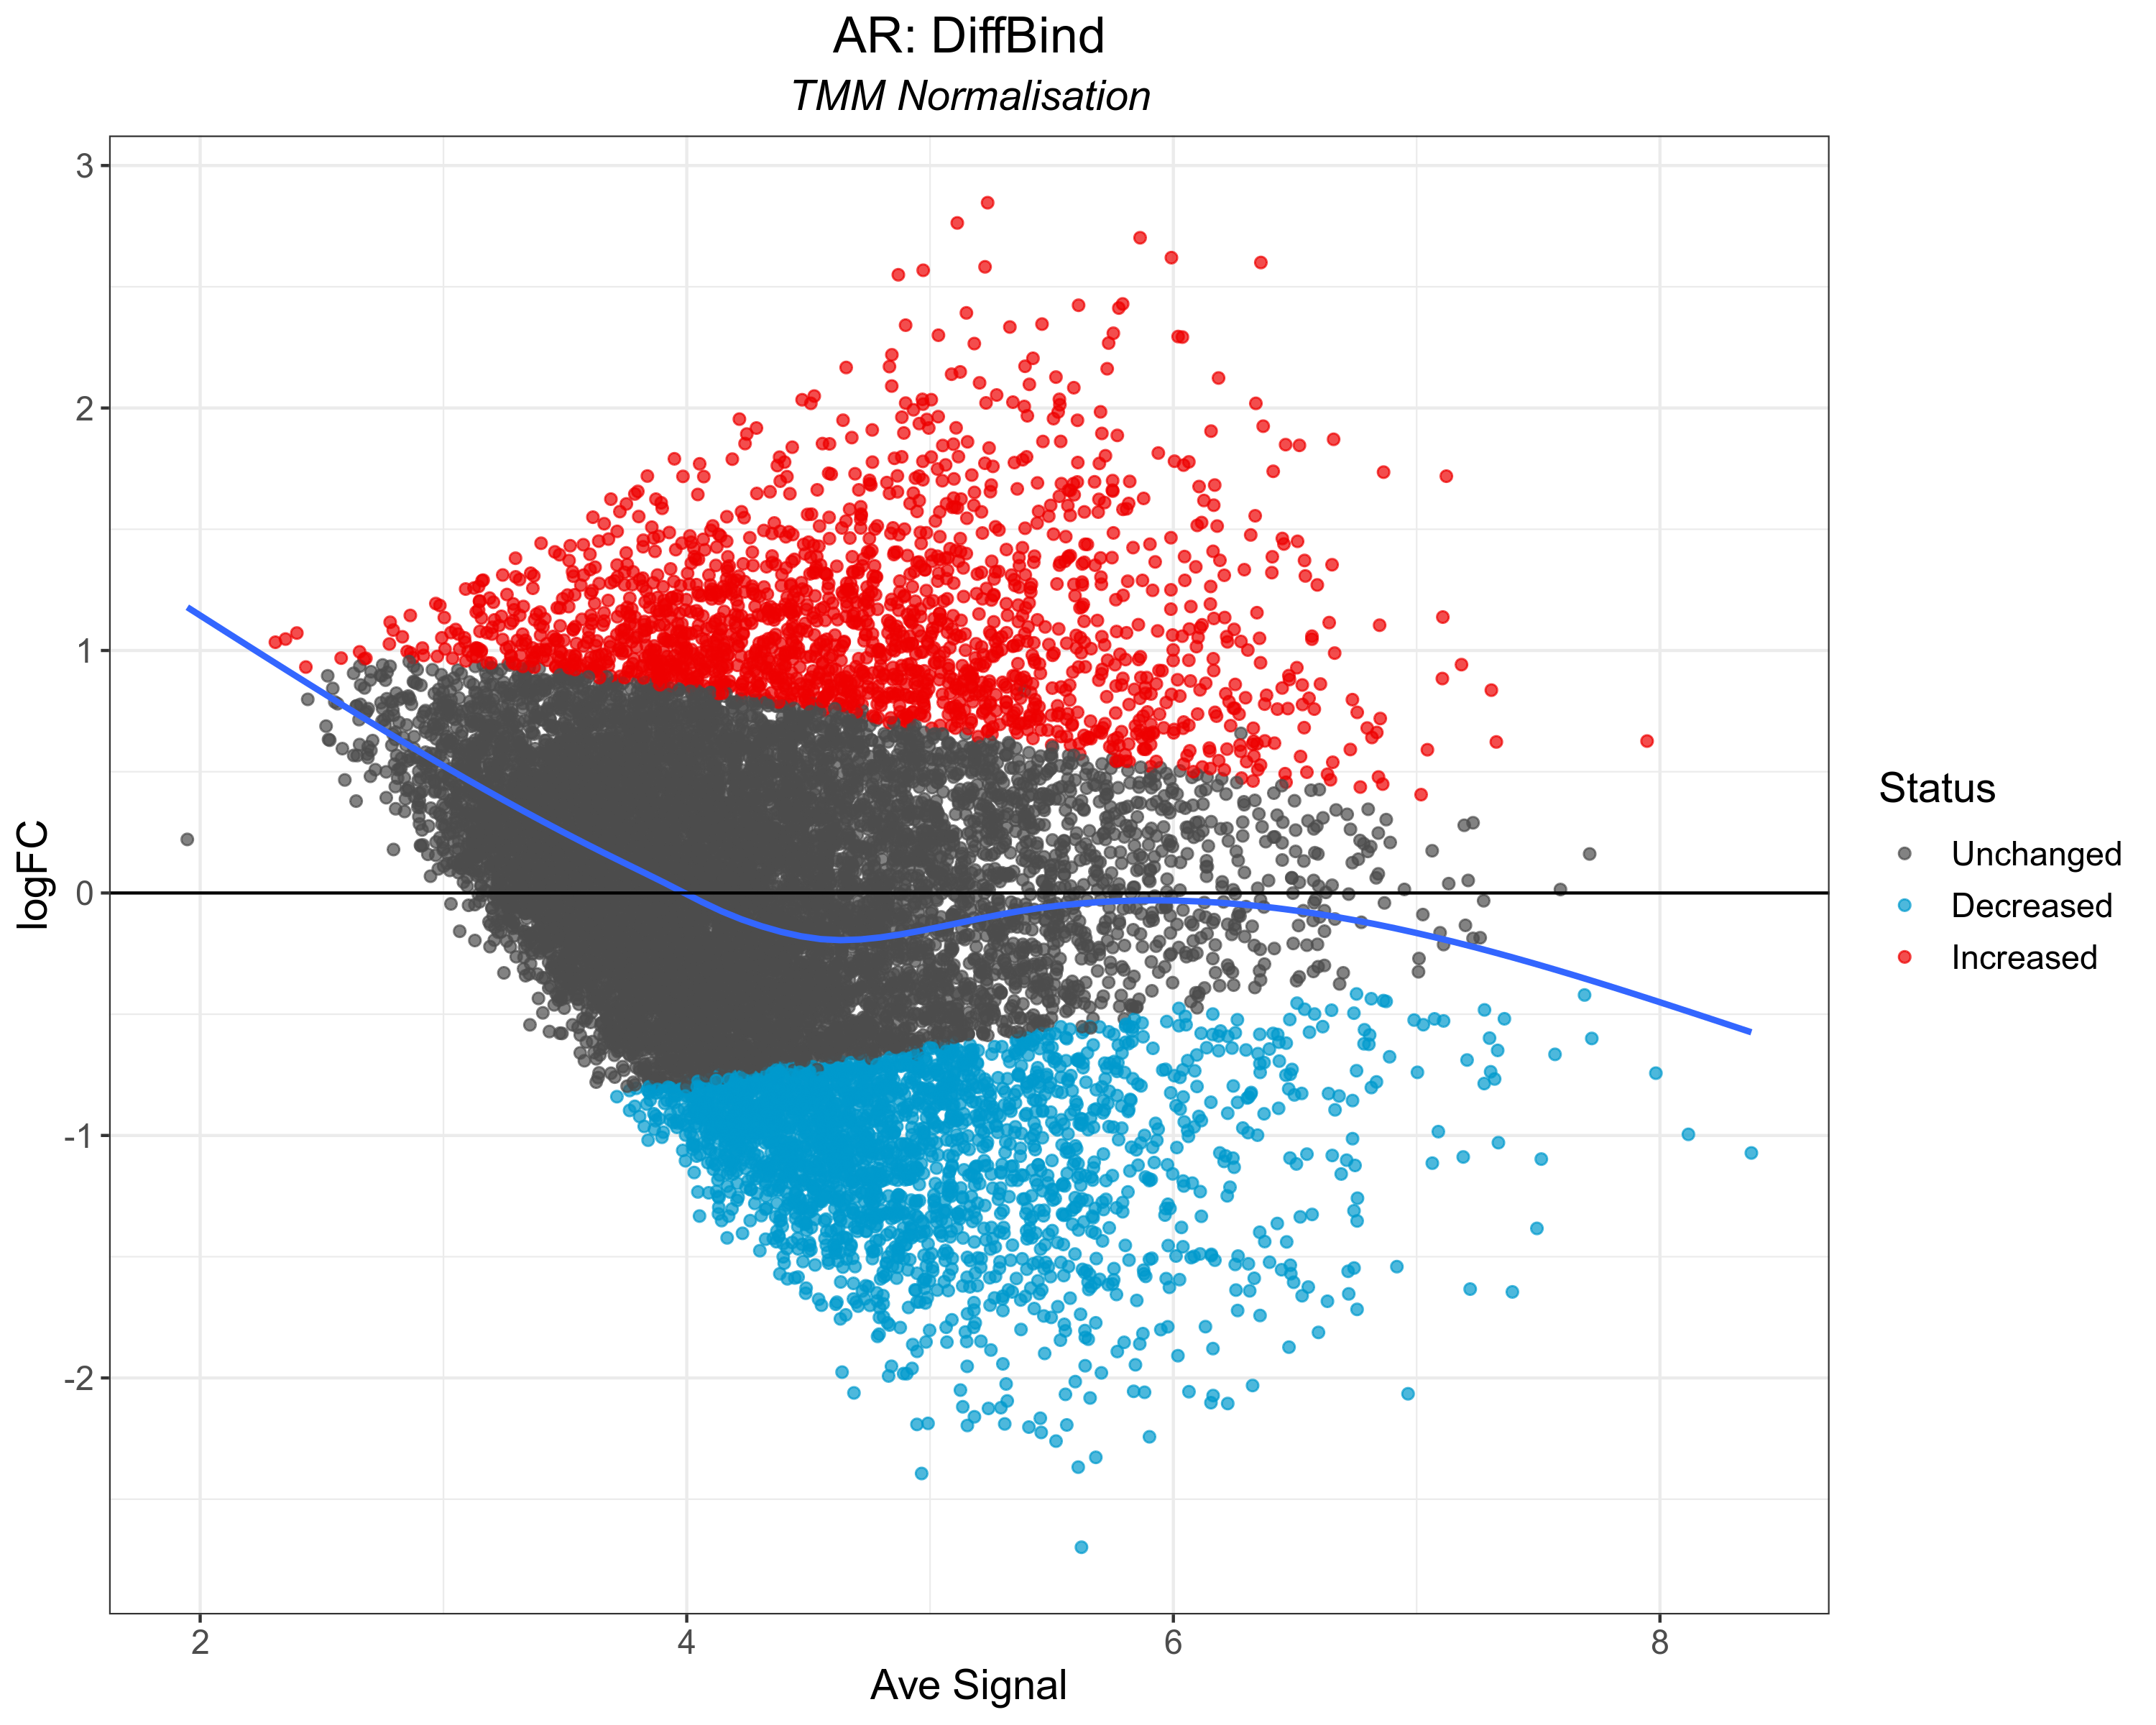 AR: DiffBind
TMM Normalisation
3
2
1
0
-1
-2
logFC
2 4 6 8
Ave Signal
Status
Unchanged
Decreased
Increased